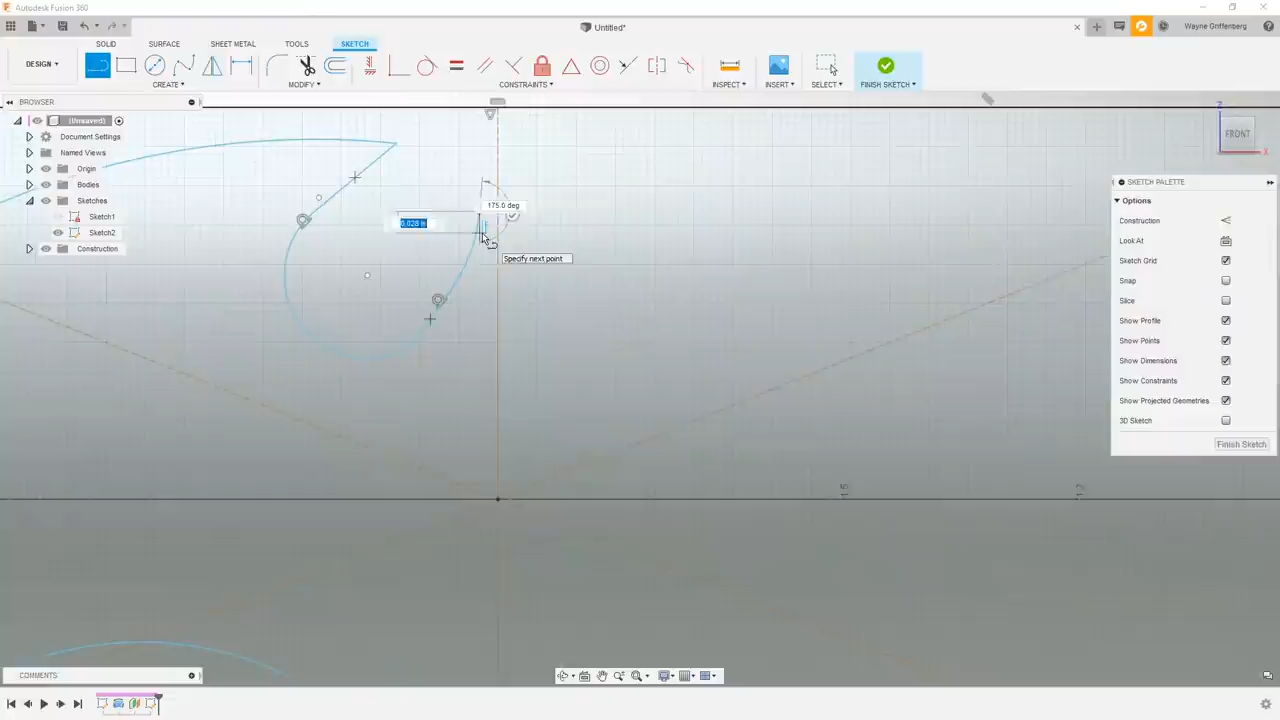 Autodesk Fusion 360
Untitled*
Wayne Griffenberg
SOLID
SURFACE
SHEET METAL
TOOLS
SKETCH
DESIGN
CREATE
MODIFY
CONSTRAINTS
INSPECT
INSERT
SELECT
FINISH SKETCH
BROWSER
(Unsaved)
Document Settings
Named Views
Origin
Bodies
Sketches
Sketch1
Sketch2
Construction
175.0 deg
0.028 in
Specify next point
Z
FRONT
X
SKETCH PALETTE
Options
Construction
Look At
Sketch Grid
Snap
Slice
Show Profile
Show Points
Show Dimensions
Show Constraints
Show Projected Geometries
3D Sketch
Finish Sketch
COMMENTS